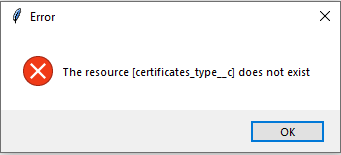 Error
The resource [certificates_type__c] does not exist
OK